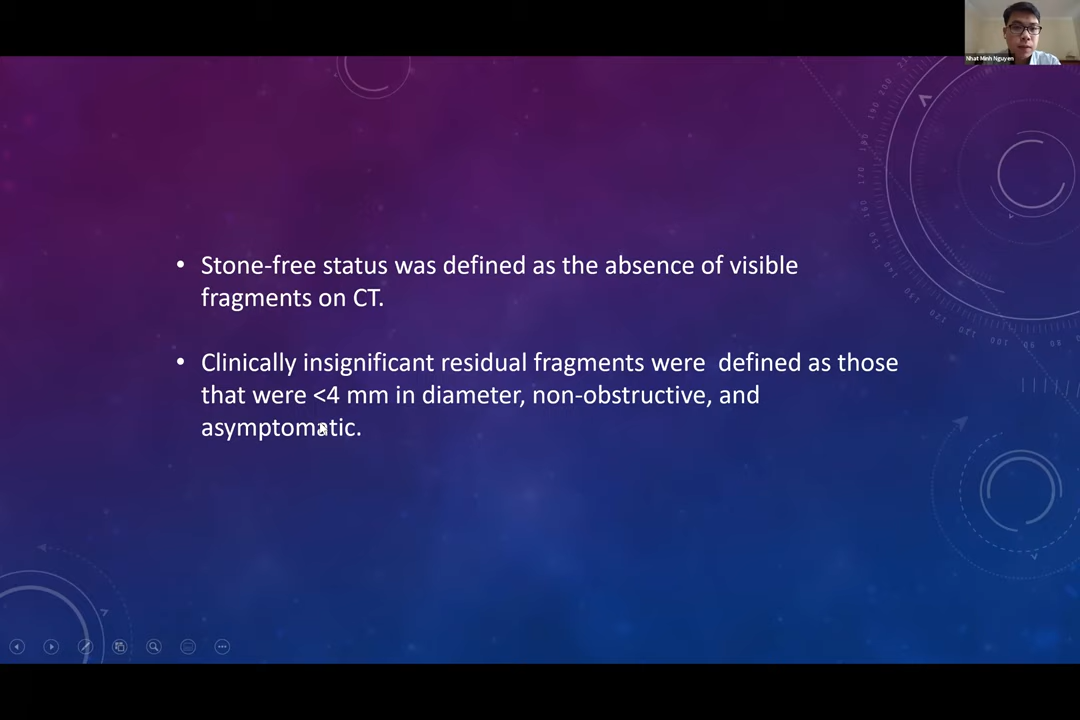 Nhat Minh Nguyen
• Stone-free status was defined as the absence of visible
fragments on CT.
• Clinically insignificant residual fragments were  defined as those
that were <4 mm in diameter, non-obstructive, and
asymptomatic.